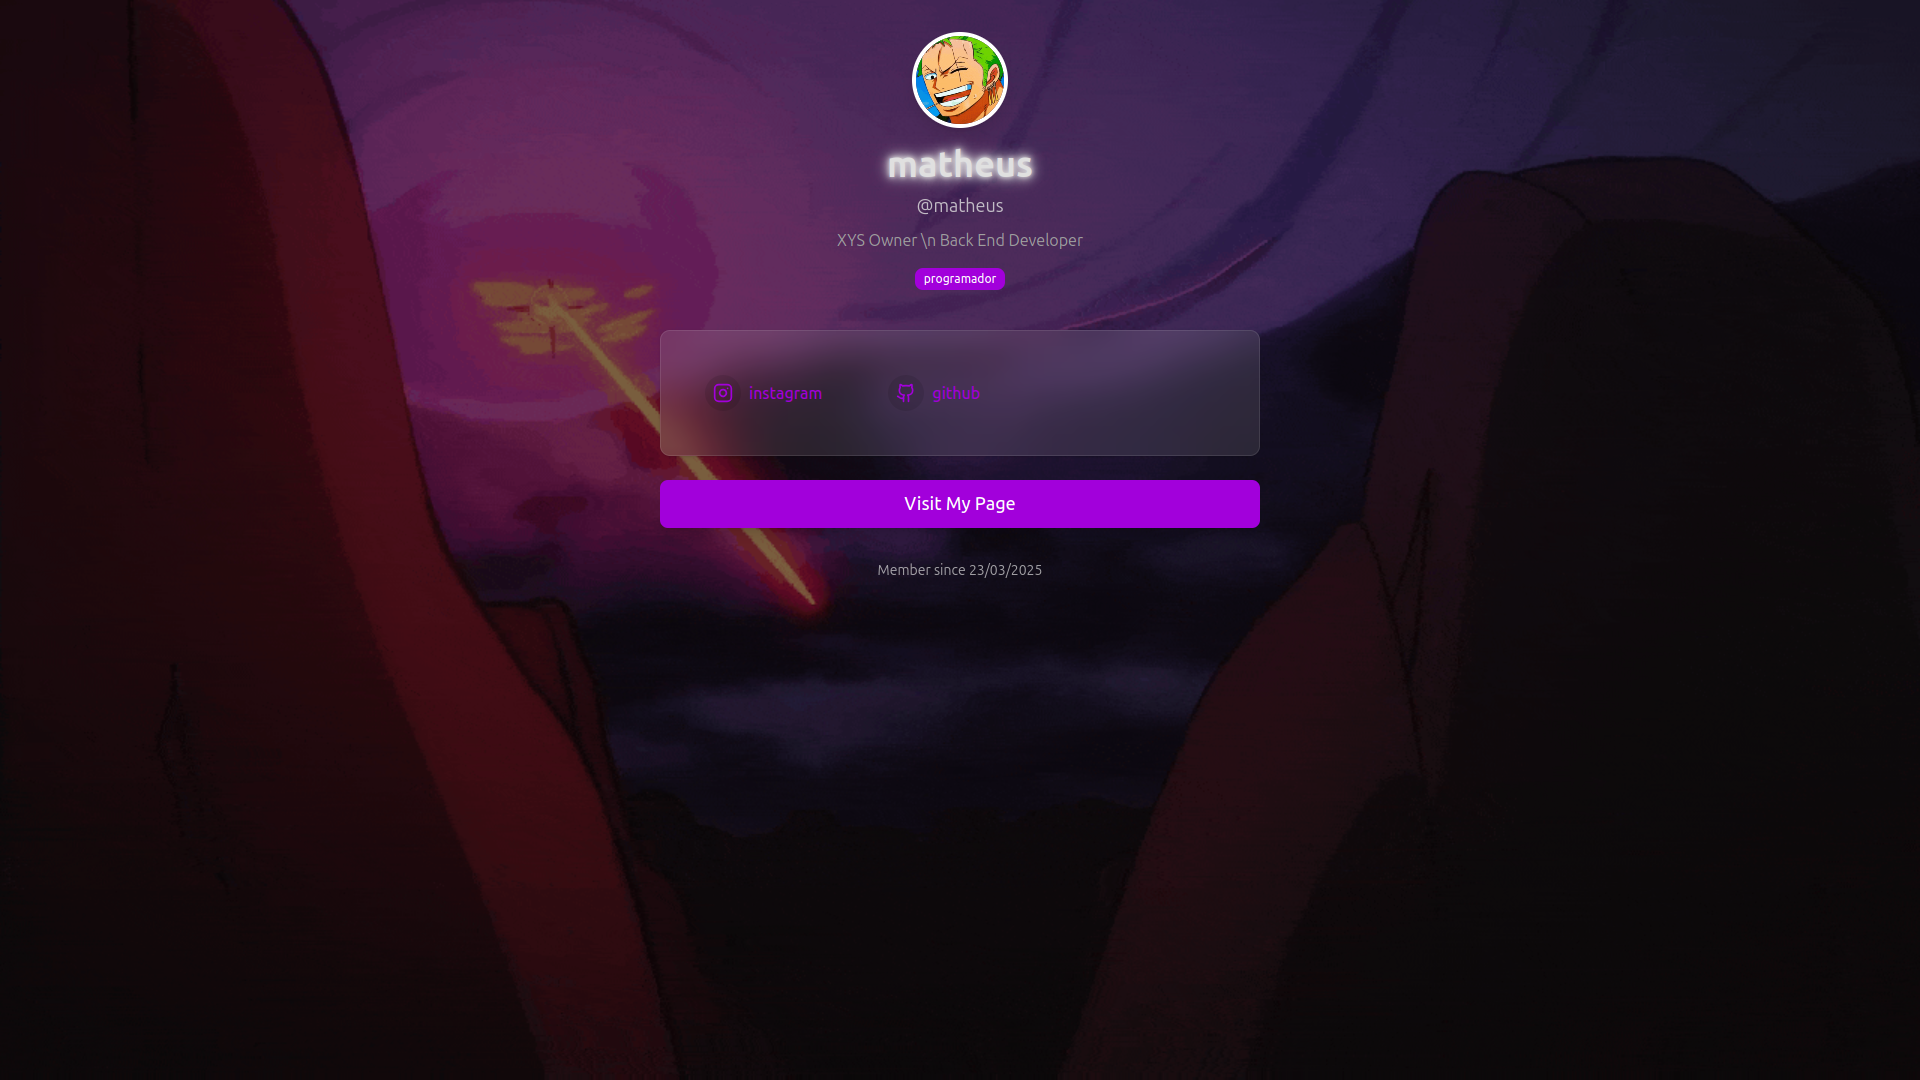 matheus
@matheus
XYS Owner \n Back End Developer
programador
instagram
github
Visit My Page
Member since 23/03/2025